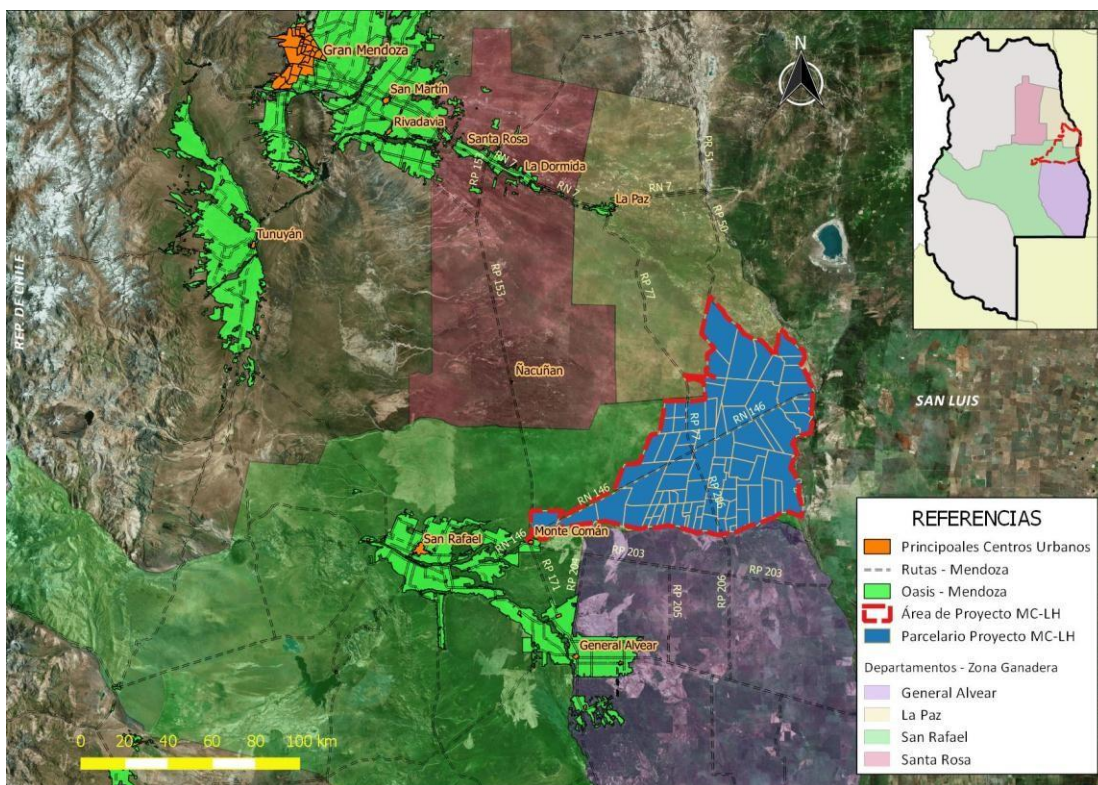 N
Gran Mendoza
San Martín
Rivadavia
Santa Rosa
RN 7
La Dormida
RP 153
RN 7
La Paz
RN 7
RP 51
RP 50
Tunuyán
REP. DE CHILE
RP 77
RP 153
Ñacuñan
SAN LUIS
RN 146
RP 77
RP 206
RN 146
Monte Comán
San Rafael
RN 146
RP 171
RP 203
RP 203
RP 205
RP 206
General Alvear
0 20 40 60 80 100 km
REFERENCIAS
Principoales Centros Urbanos
Rutas - Mendoza
Oasis - Mendoza
Área de Proyecto MC-LH
Parcelario Proyecto MC-LH
Departamentos - Zona Ganadera
General Alvear
La Paz
San Rafael
Santa Rosa